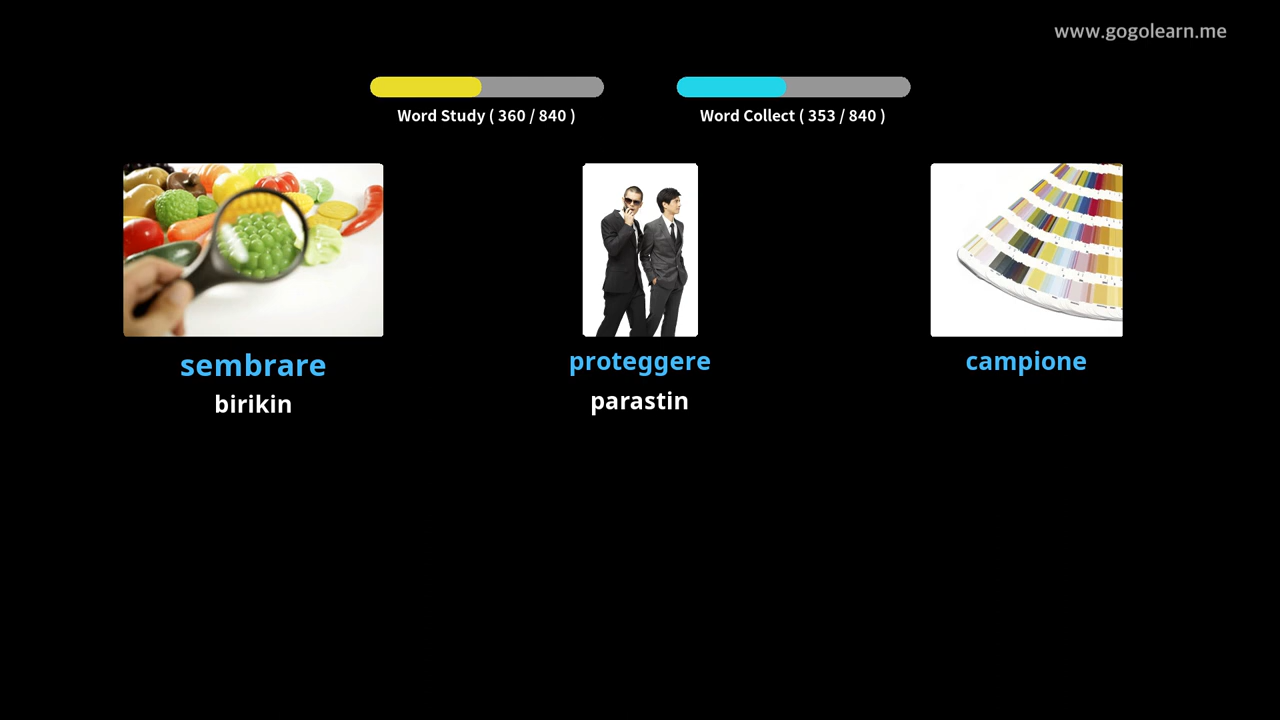 www.gogolearn.me
Word Study ( 360 / 840 )
Word Collect ( 353 / 840 )
sembrare
birikin
proteggere
parastin
campione